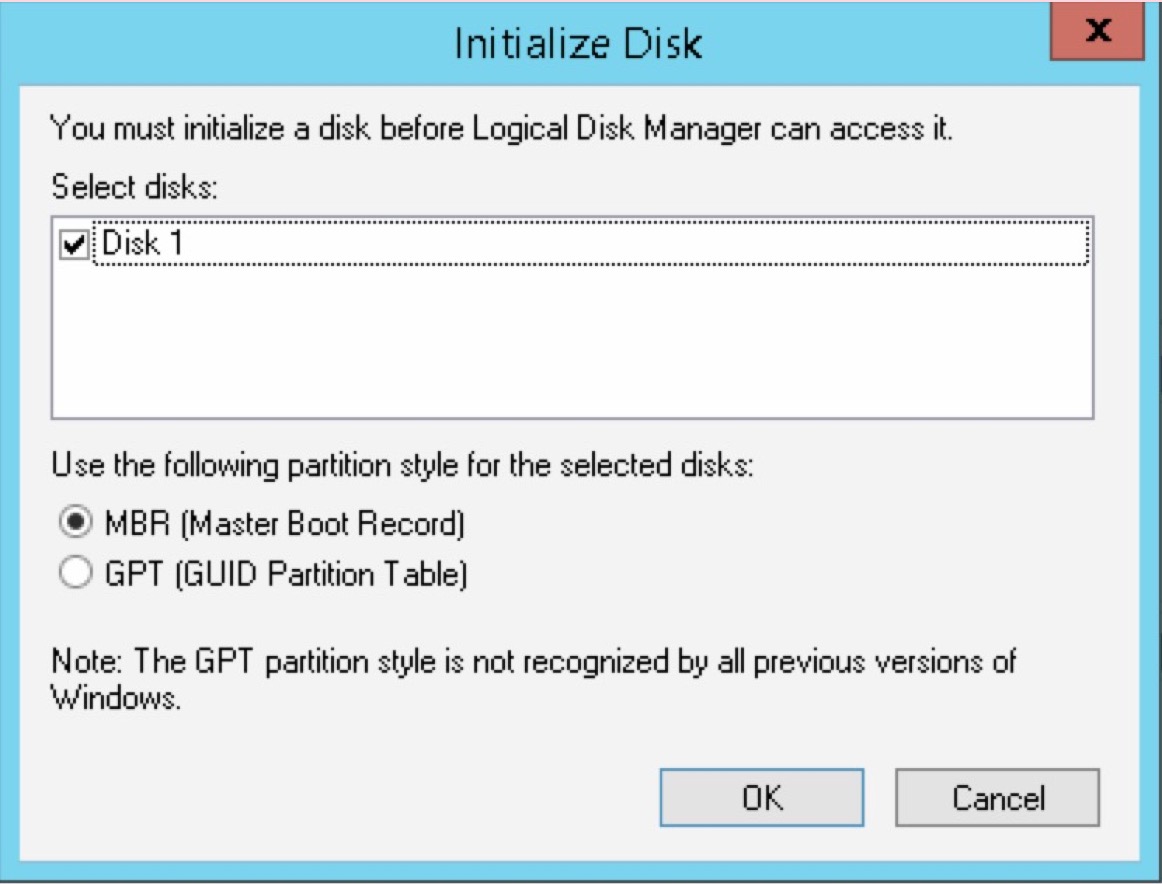 Initialize Disk
x
You must initialize a disk before Logical Disk Manager can access it.
Select disks:
Disk 1
Use the following partition style for the selected disks:
MBR (Master Boot Record)
GPT (GUID Partition Table)
Note: The GPT partition style is not recognized by all previous versions of
Windows.
OK
Cancel